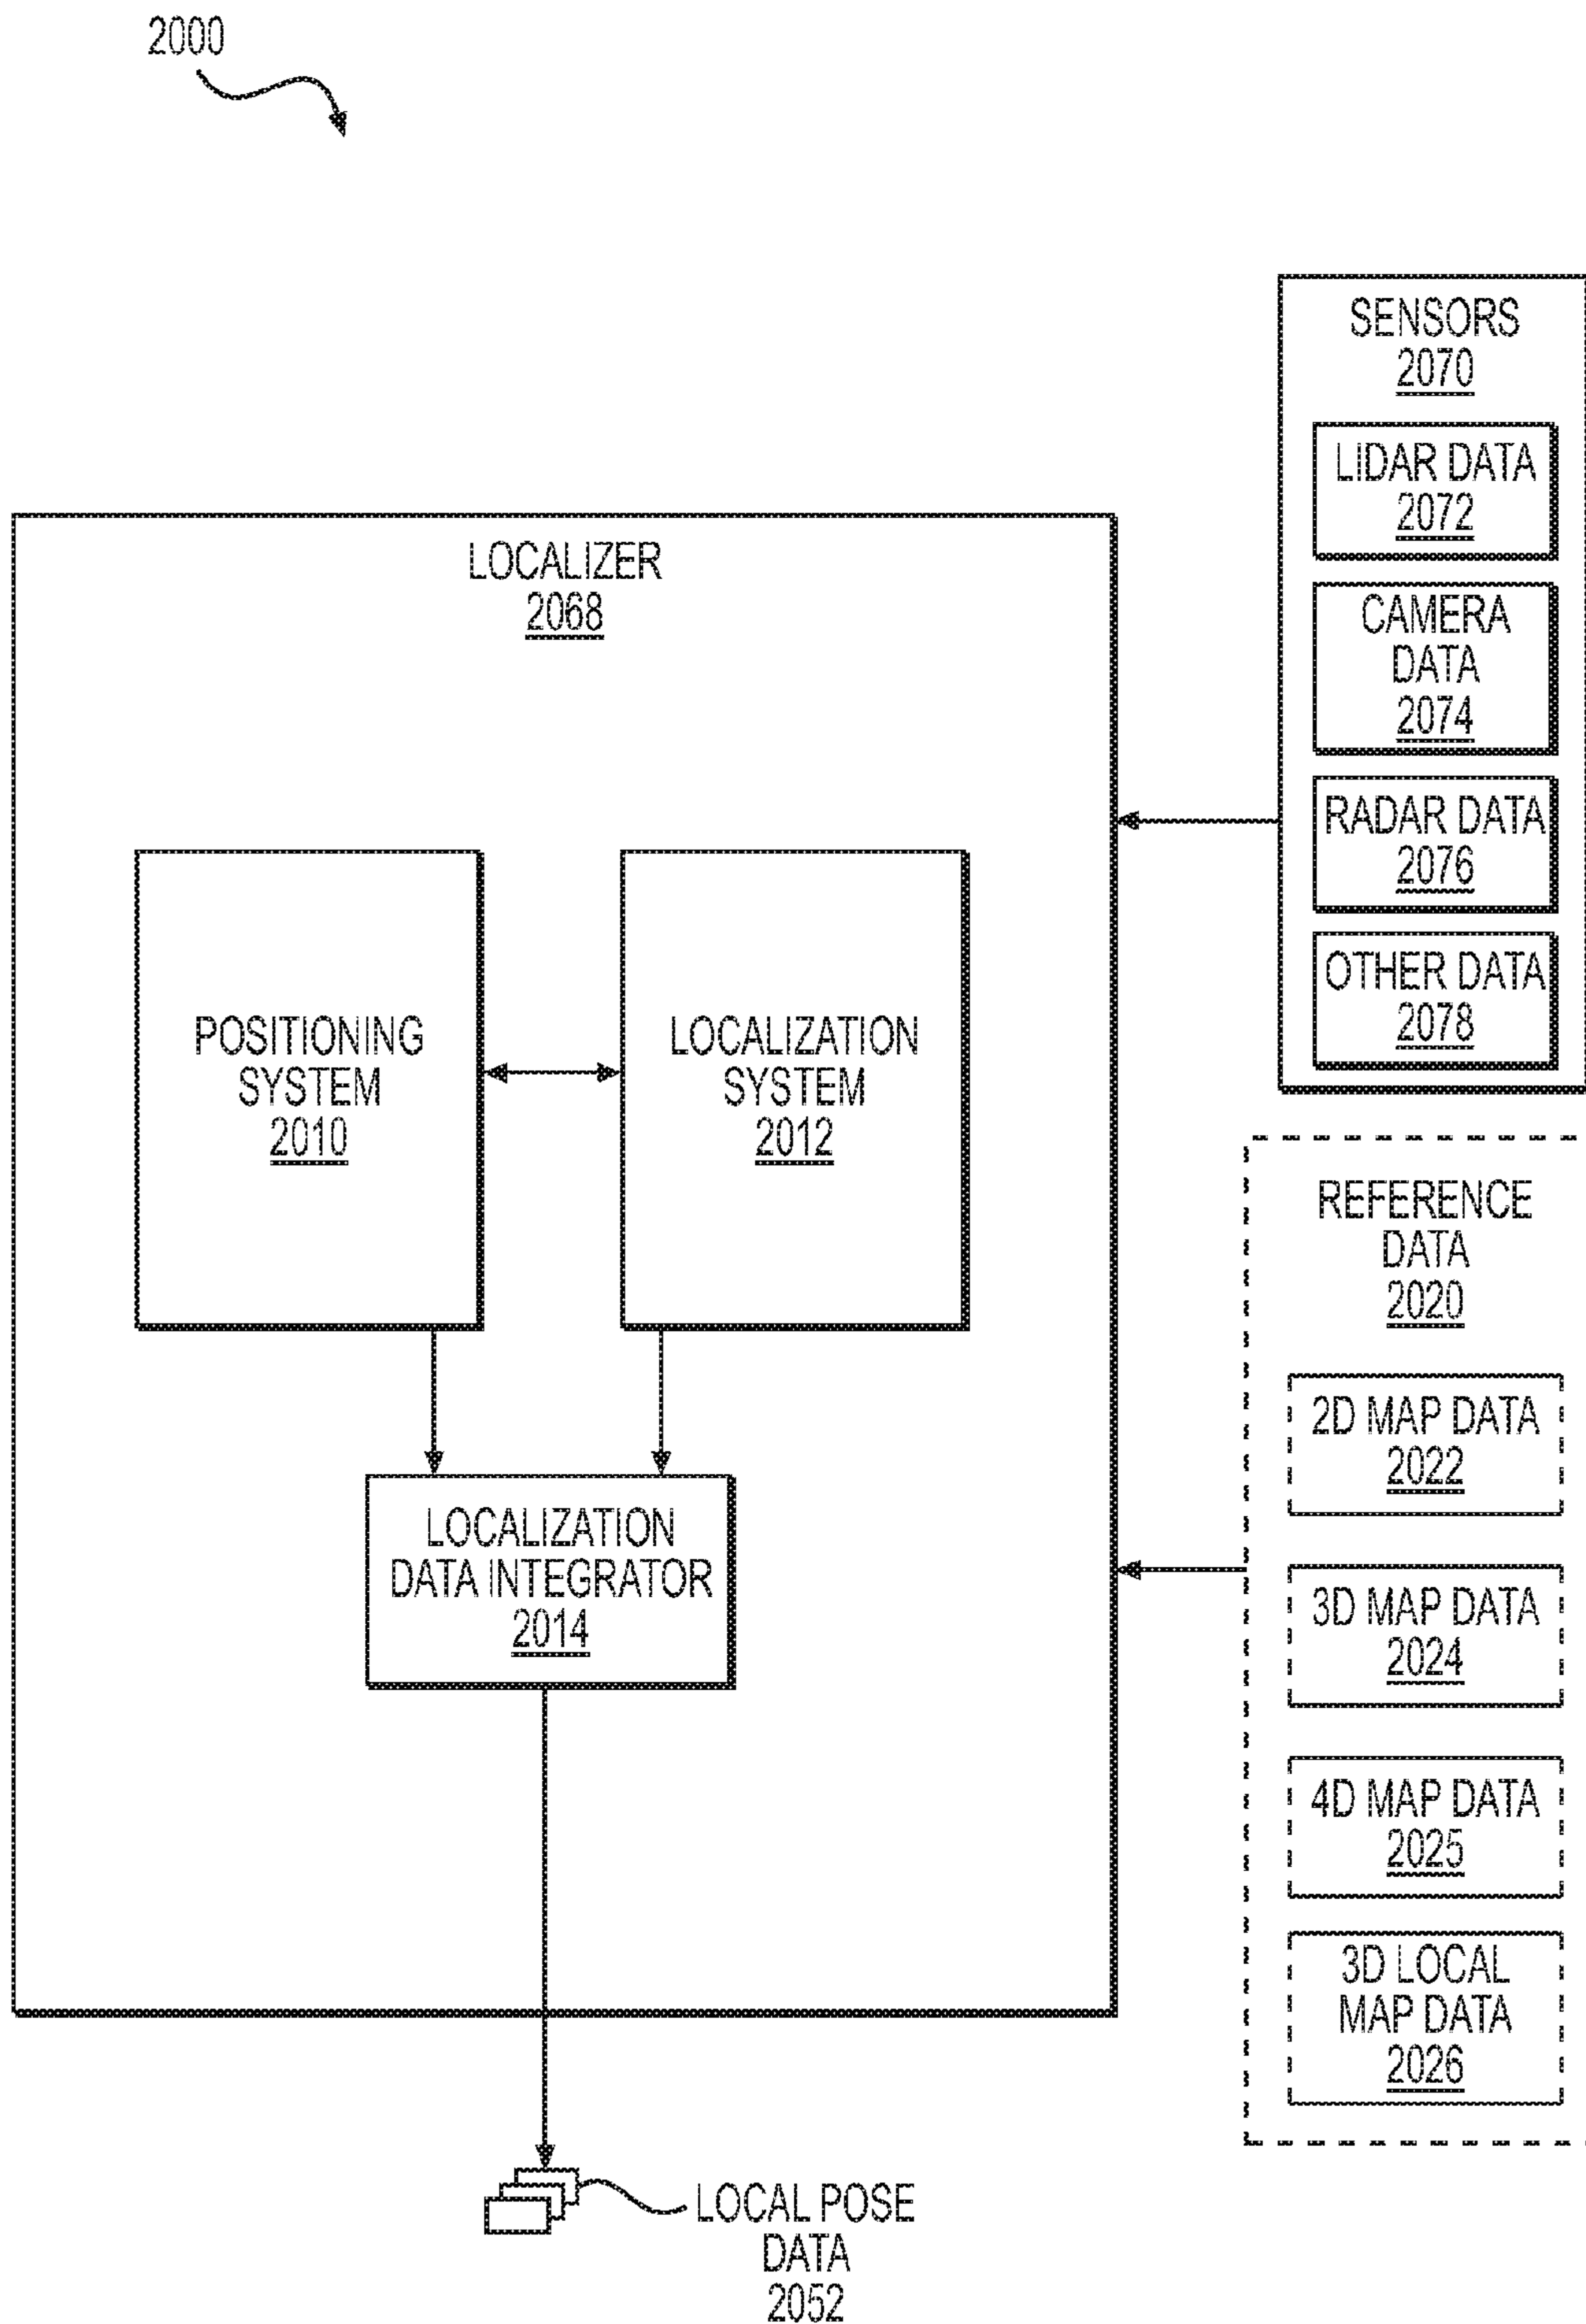 2000
SENSORS
2070
LIDAR DATA
2072
CAMERA
DATA
2074
RADAR DATA
2076
OTHER DATA
2078
LOCALIZER
2068
POSITIONING
SYSTEM
2010
LOCALIZATION
SYSTEM
2012
LOCALIZATION
DATA INTEGRATOR
2014
REFERENCE
DATA
2020
2D MAP DATA
2022
3D MAP DATA
2024
4D MAP DATA
2025
3D LOCAL
MAP DATA
2026
LOCAL POSE
DATA
2052